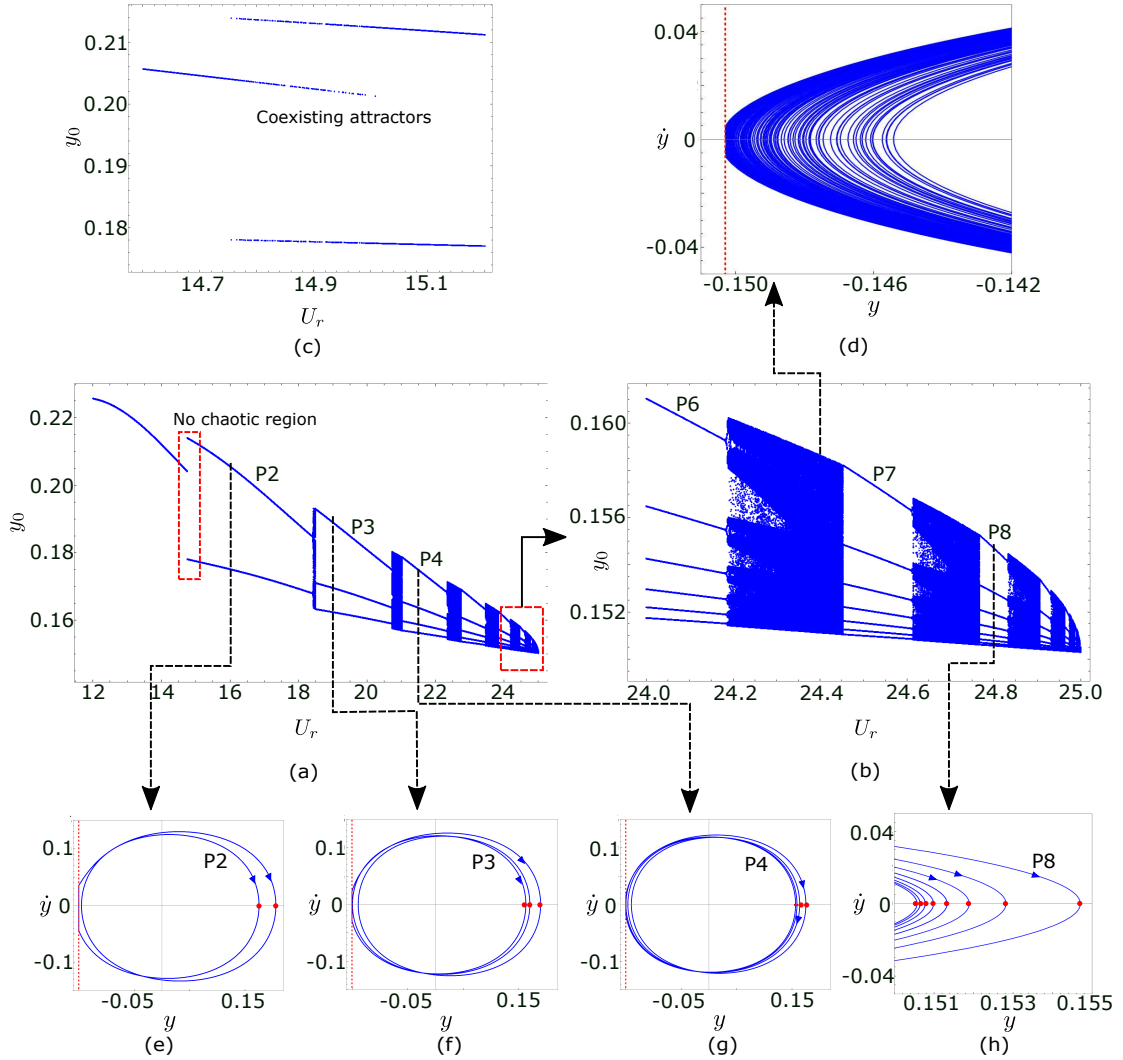 0.21
0.20
0.19
0.18
y₀
Coexisting attractors
14.7
14.9
15.1
U_r
(c)
0.04
0
-0.04
ẏ
-0.150
-0.146
-0.142
y
(d)
0.22
0.20
0.18
0.16
y₀
No chaotic region
P2
P3
P4
12
14
16
18
20
22
24
U_r
(a)
0.160
0.156
0.152
y₀
P6
P7
P8
24.0
24.2
24.4
24.6
24.8
25.0
U_r
(b)
0.1
0
-0.1
ẏ
P2
-0.05
0.15
y
(e)
0.1
0
-0.1
ẏ
P3
-0.05
0.15
y
(f)
0.1
0
-0.1
ẏ
P4
-0.05
0.15
y
(g)
0.04
0
-0.04
ẏ
P8
0.151
0.153
0.155
y
(h)